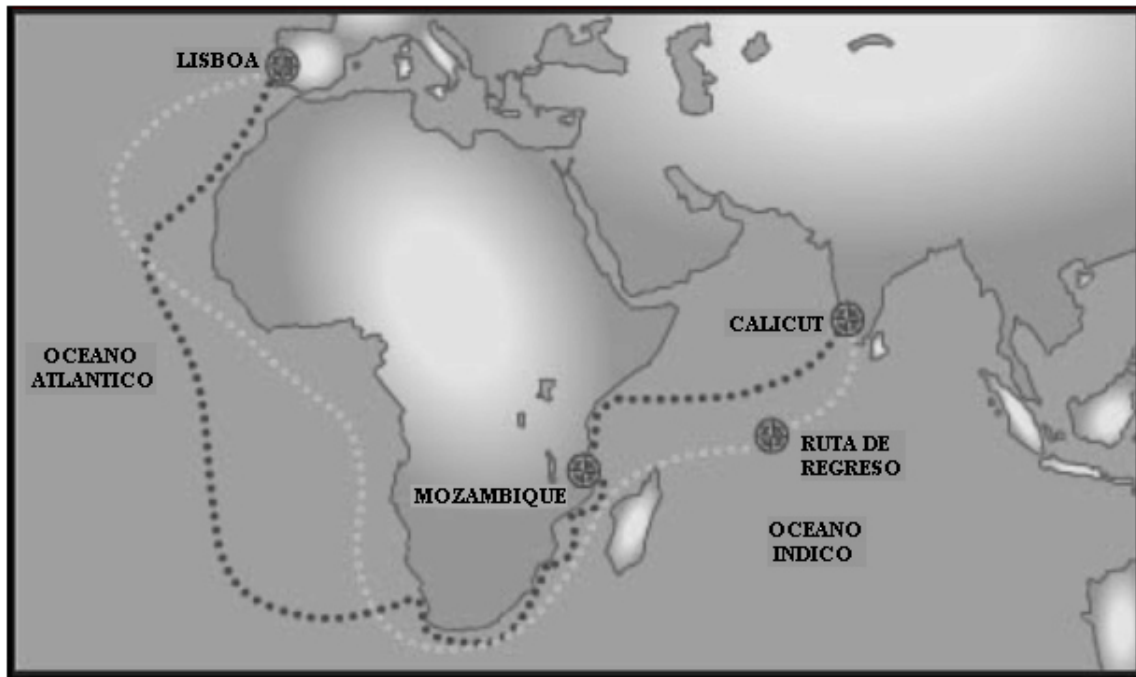 LISBOA
OCEANO
ATLANTICO
CALICUT
RUTA DE
REGRESO
MOZAMBIQUE
OCEANO
INDICO